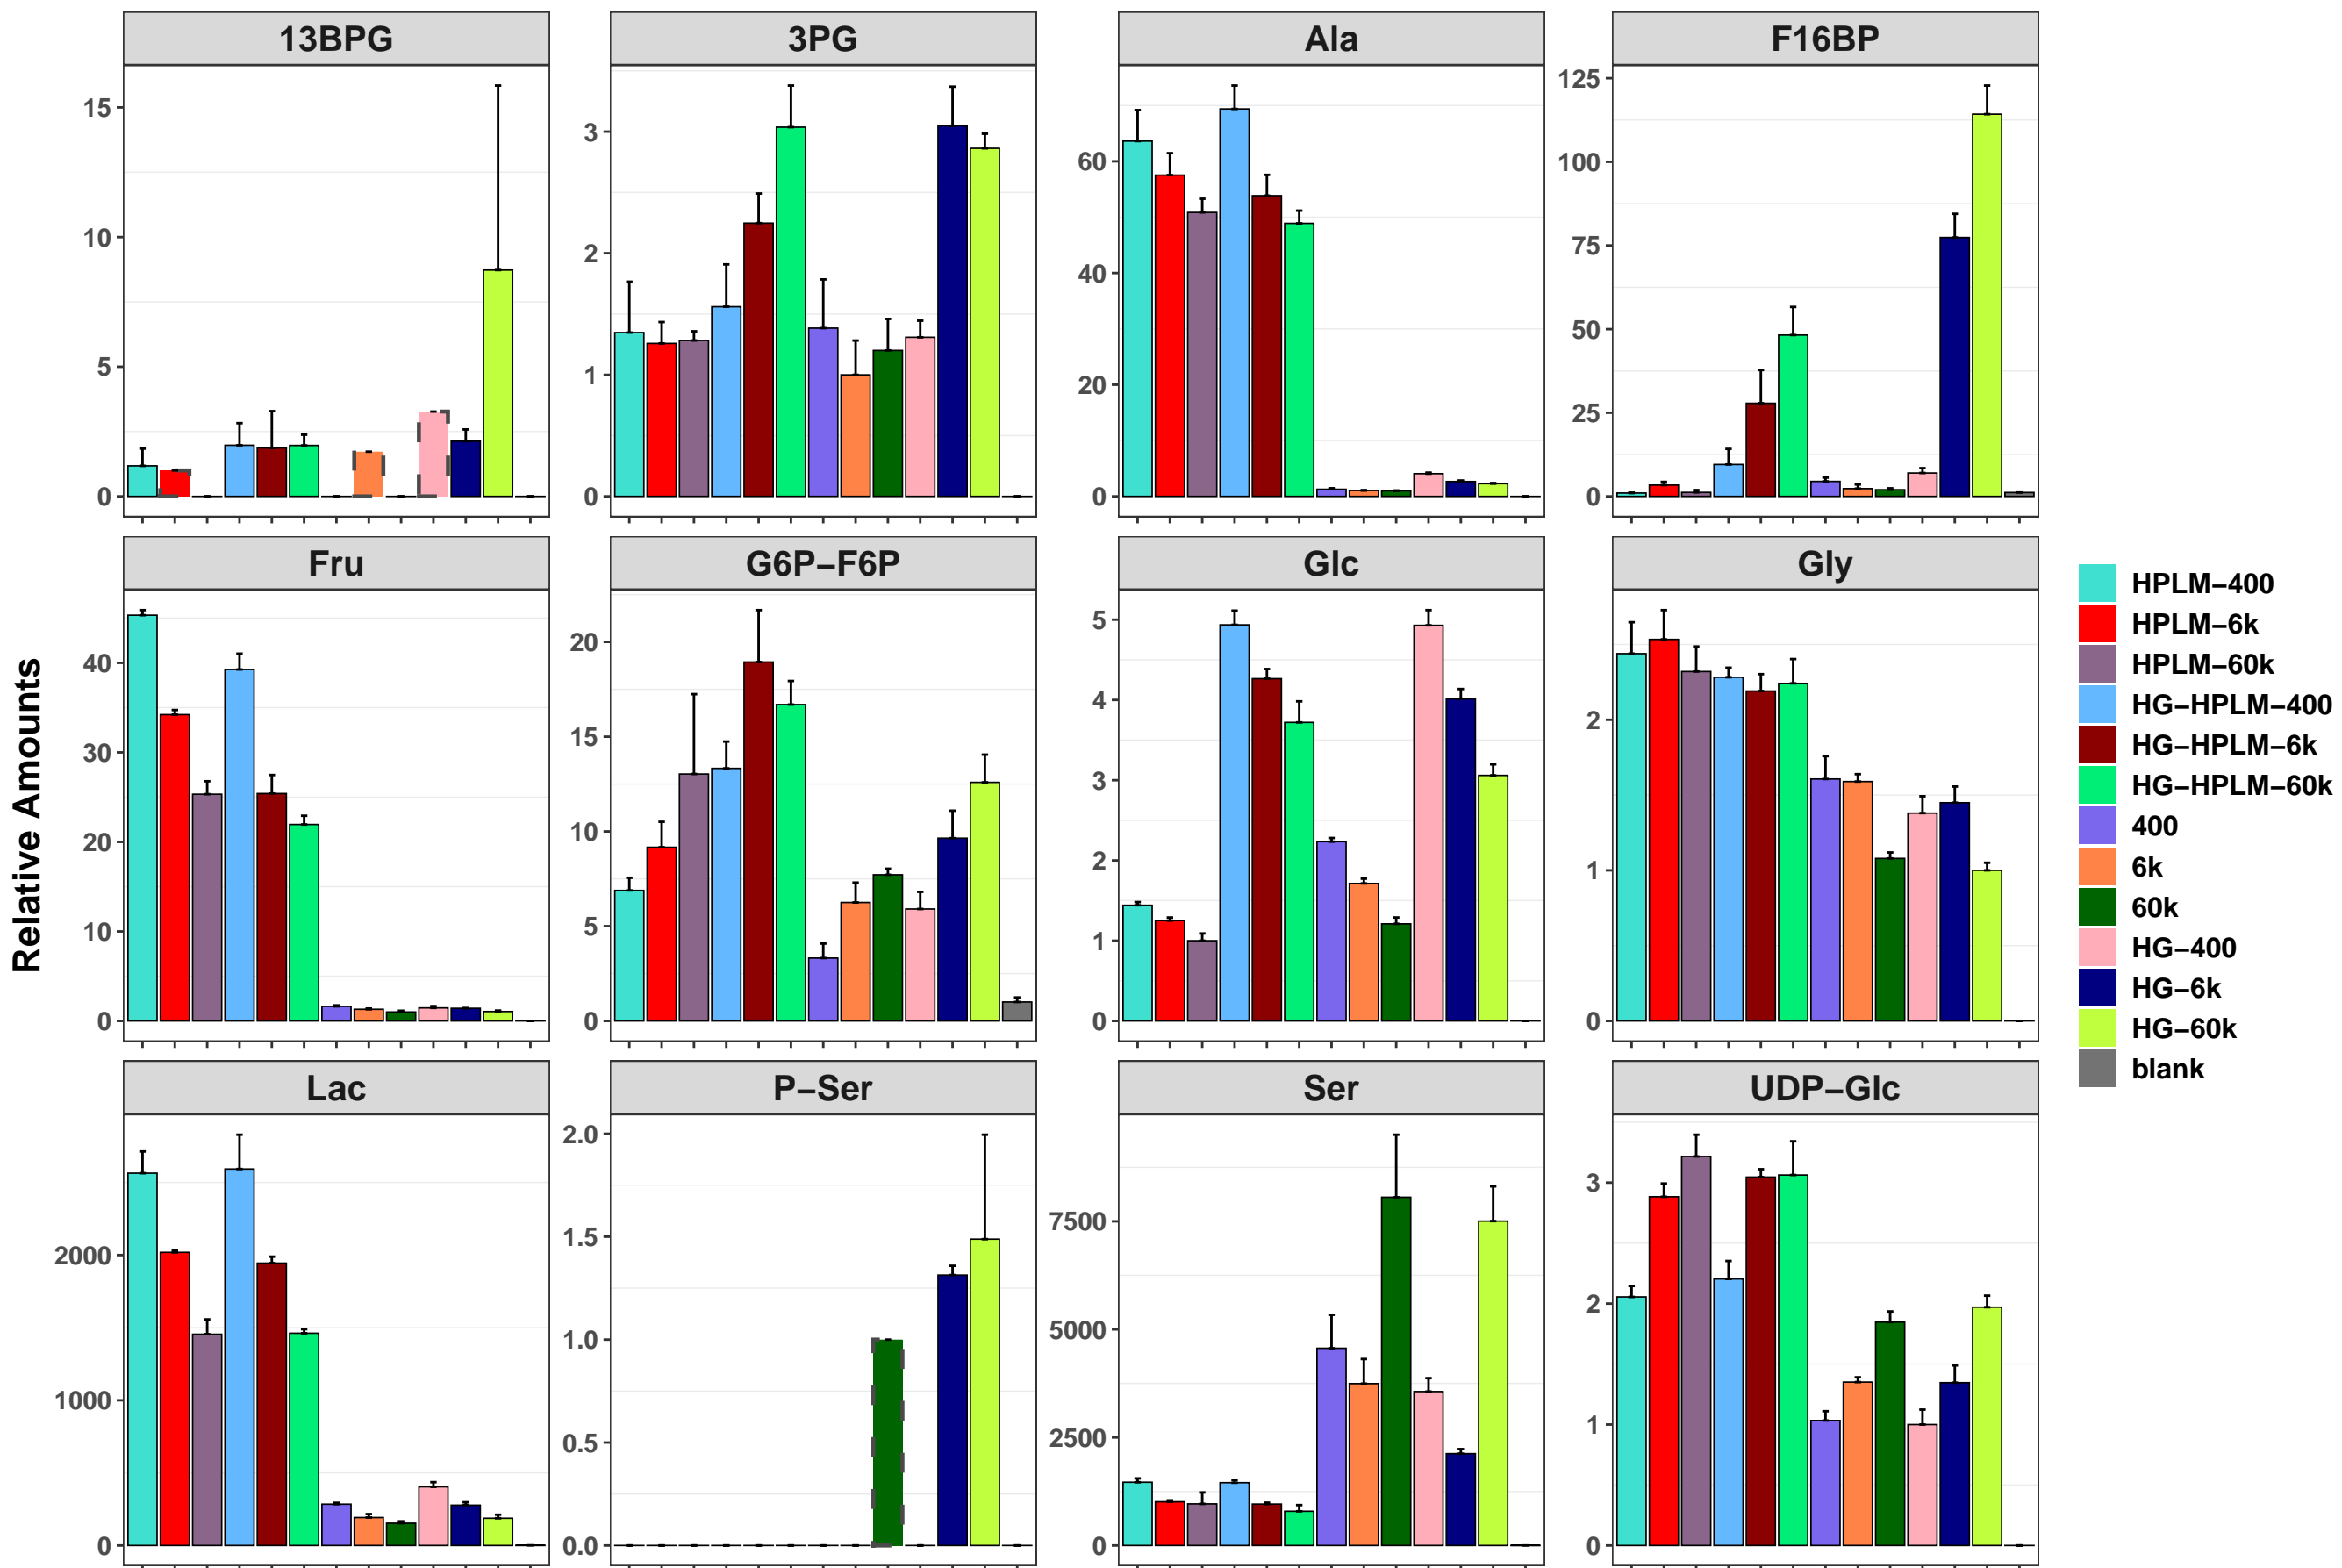 13BPG
3PG
Ala
F16BP
15
10
5
0
3
2
1
0
60
40
20
0
125
100
75
50
25
0
Fru
G6P−F6P
Glc
Gly
40
30
20
10
0
20
15
10
5
0
5
4
3
2
1
0
2
1
0
Lac
P−Ser
Ser
UDP−Glc
2000
1000
0
2.0
1.5
1.0
0.5
0.0
7500
5000
2500
0
3
2
1
0
Relative Amounts
HPLM−400
HPLM−6k
HPLM−60k
HG−HPLM−400
HG−HPLM−6k
HG−HPLM−60k
400
6k
60k
HG−400
HG−6k
HG−60k
blank